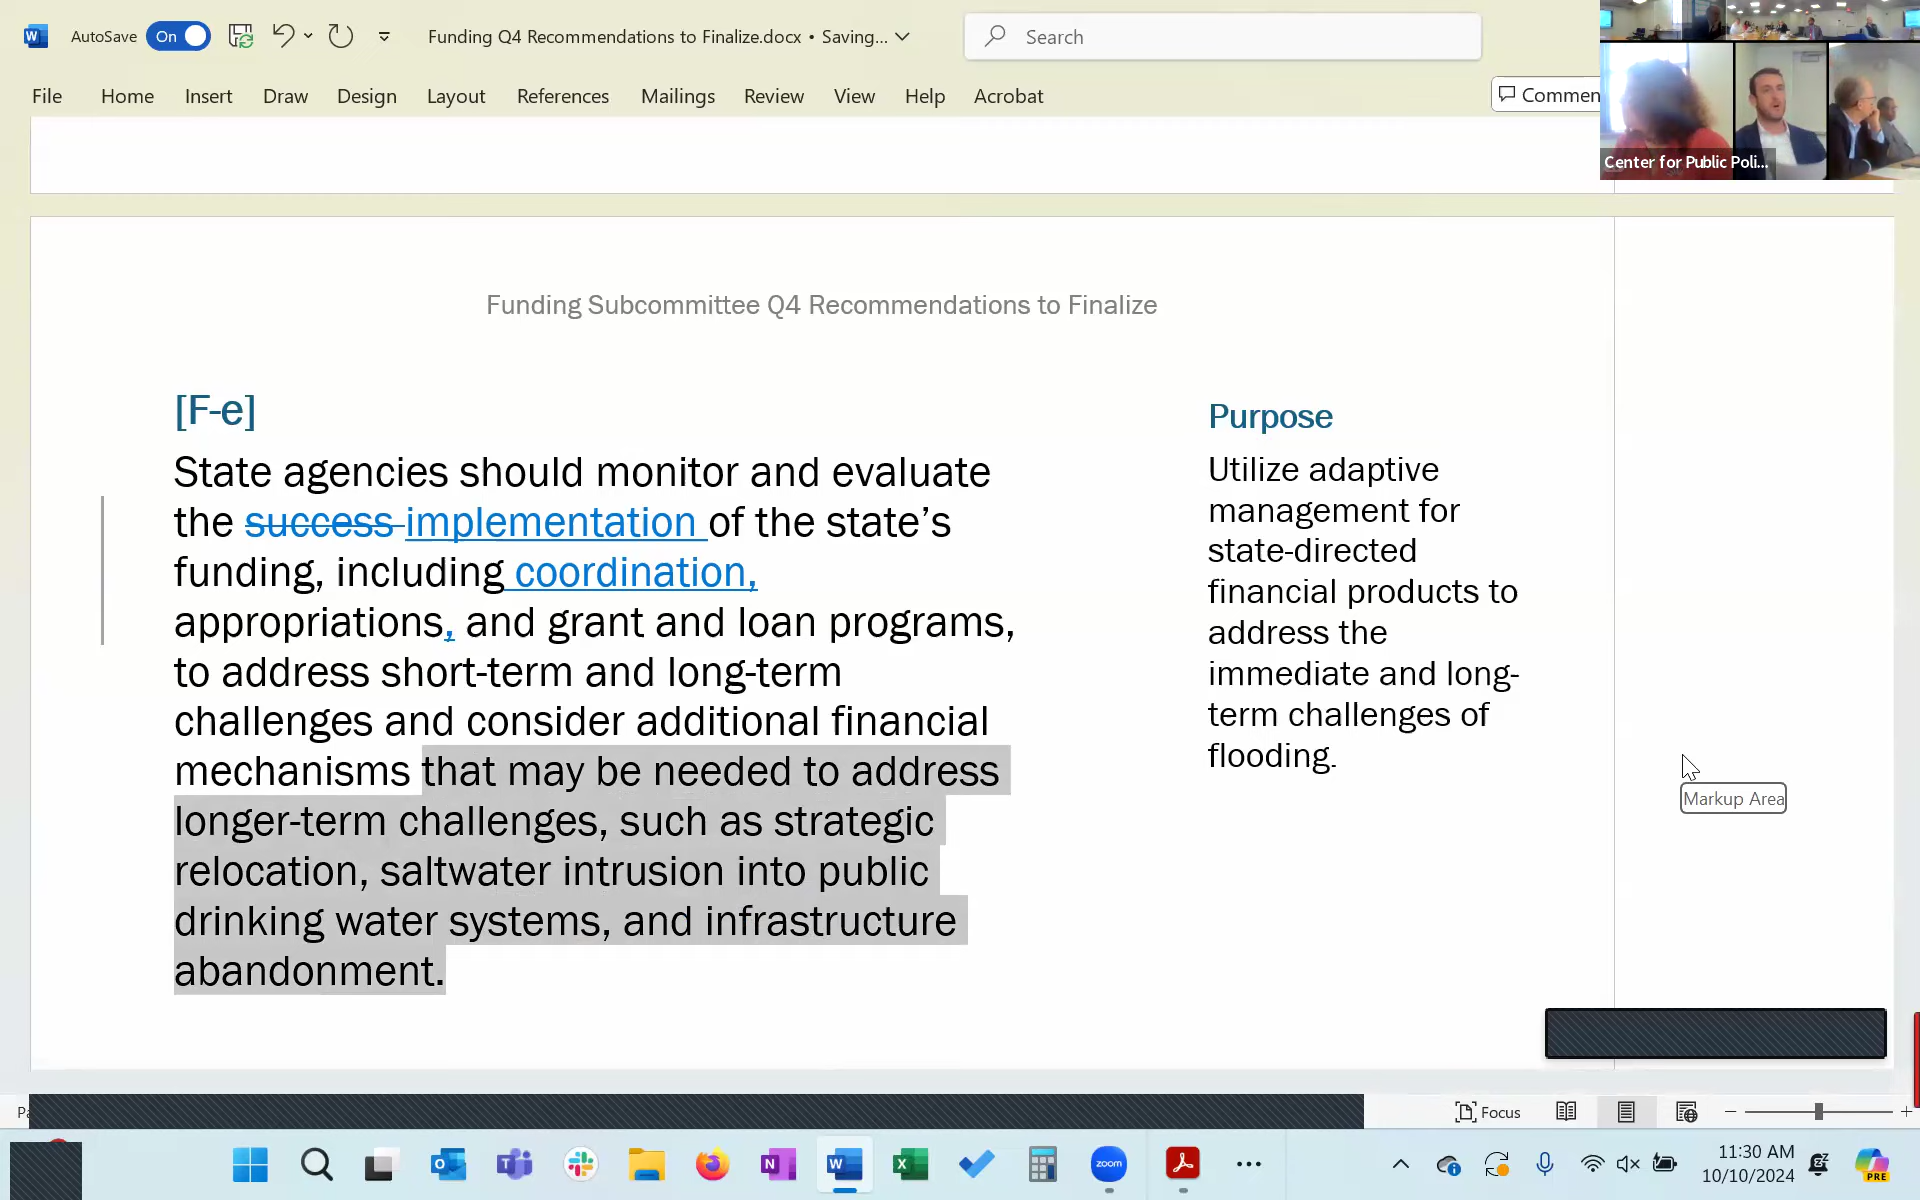 AutoSave On Funding Q4 Recommendations to Finalize.docx • Saving... Search
File Home Insert Draw Design Layout References Mailings Review View Help Acrobat Commen
Center for Public Poli...
Funding Subcommittee Q4 Recommendations to Finalize
[F-e]
State agencies should monitor and evaluate
the success implementation of the state’s
funding, including coordination,
appropriations, and grant and loan programs,
to address short-term and long-term
challenges and consider additional financial
mechanisms that may be needed to address
longer-term challenges, such as strategic
relocation, saltwater intrusion into public
drinking water systems, and infrastructure
abandonment.
Purpose
Utilize adaptive
management for
state-directed
financial products to
address the
immediate and long-
term challenges of
flooding.
Markup Area
Focus
zoom
11:30 AM
10/10/2024
PRE